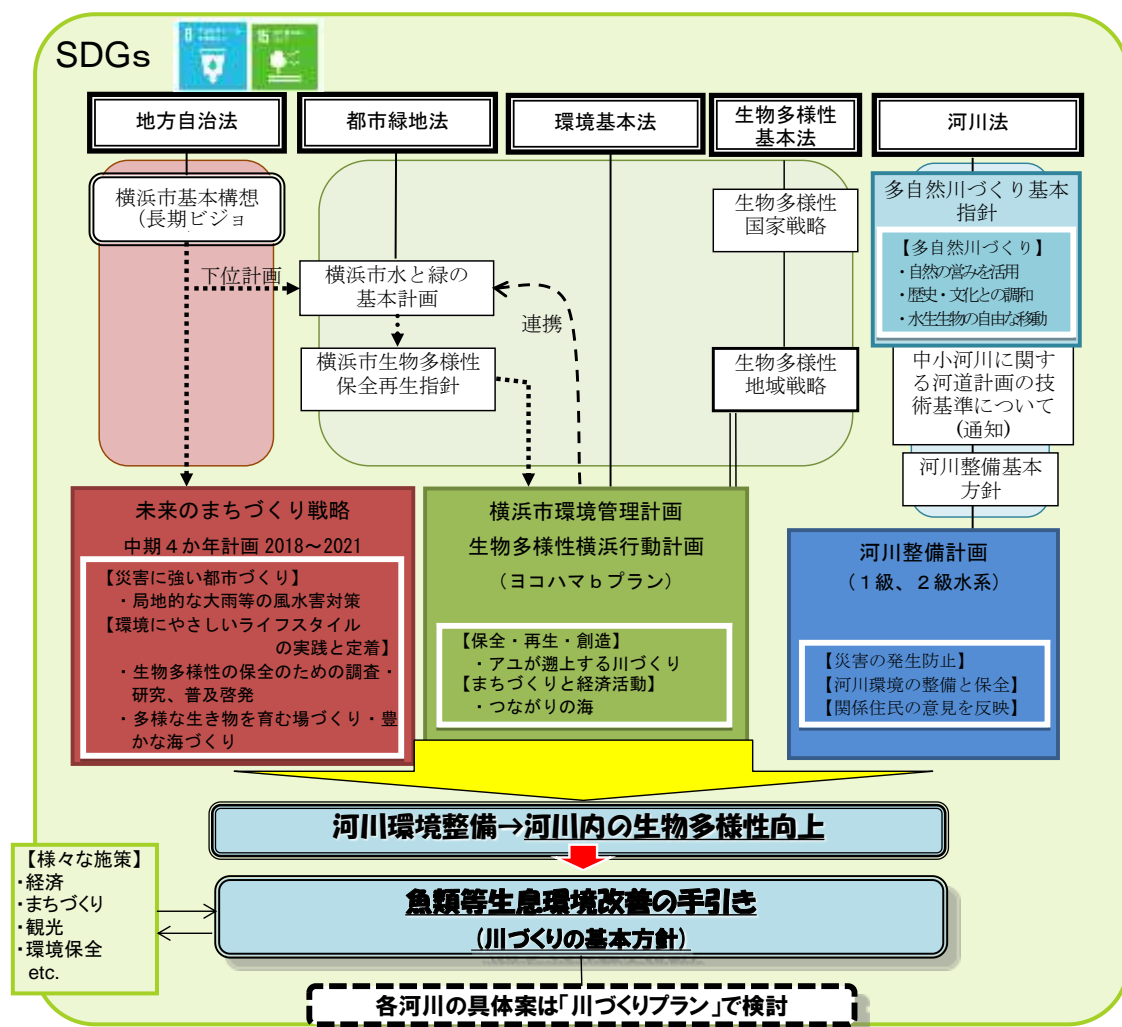 SDGs
6
15
地方自治法
都市緑地法
環境基本法
生物多様性
基本法
河川法
横浜市基本構想
(長期ビジョ
下位計画
横浜市水と緑の
基本計画
連携
横浜市生物多様性
保全再生指針
生物多様性
国家戦略
生物多様性
地域戦略
多自然川づくり基本
指針
【多自然川づくり】
・自然の営みを活用
・歴史・文化との調和
・水生生物の自由な移動
中小河川に関す
る河道計画の技
術基準について
(通知)
河川整備基本
方針
未来のまちづくり戦略
中期４か年計画 2018～2021
【災害に強い都市づくり】
・局地的な大雨等の風水害対策
【環境にやさしいライフスタイル
の実践と定着】
・生物多様性の保全のための調査・
研究、普及啓発
・多様な生き物を育む場づくり・豊
かな海づくり
横浜市環境管理計画
生物多様性横浜行動計画
（ヨコハマｂプラン）
【保全・再生・創造】
・アユが遡上する川づくり
【まちづくりと経済活動】
・つながりの海
河川整備計画
（１級、２級水系）
【災害の発生防止】
【河川環境の整備と保全】
【関係住民の意見を反映】
河川環境整備→河川内の生物多様性向上
【様々な施策】
・経済
・まちづくり
・観光
・環境保全
etc.
魚類等生息環境改善の手引き
(川づくりの基本方針)
各河川の具体案は「川づくりプラン」で検討